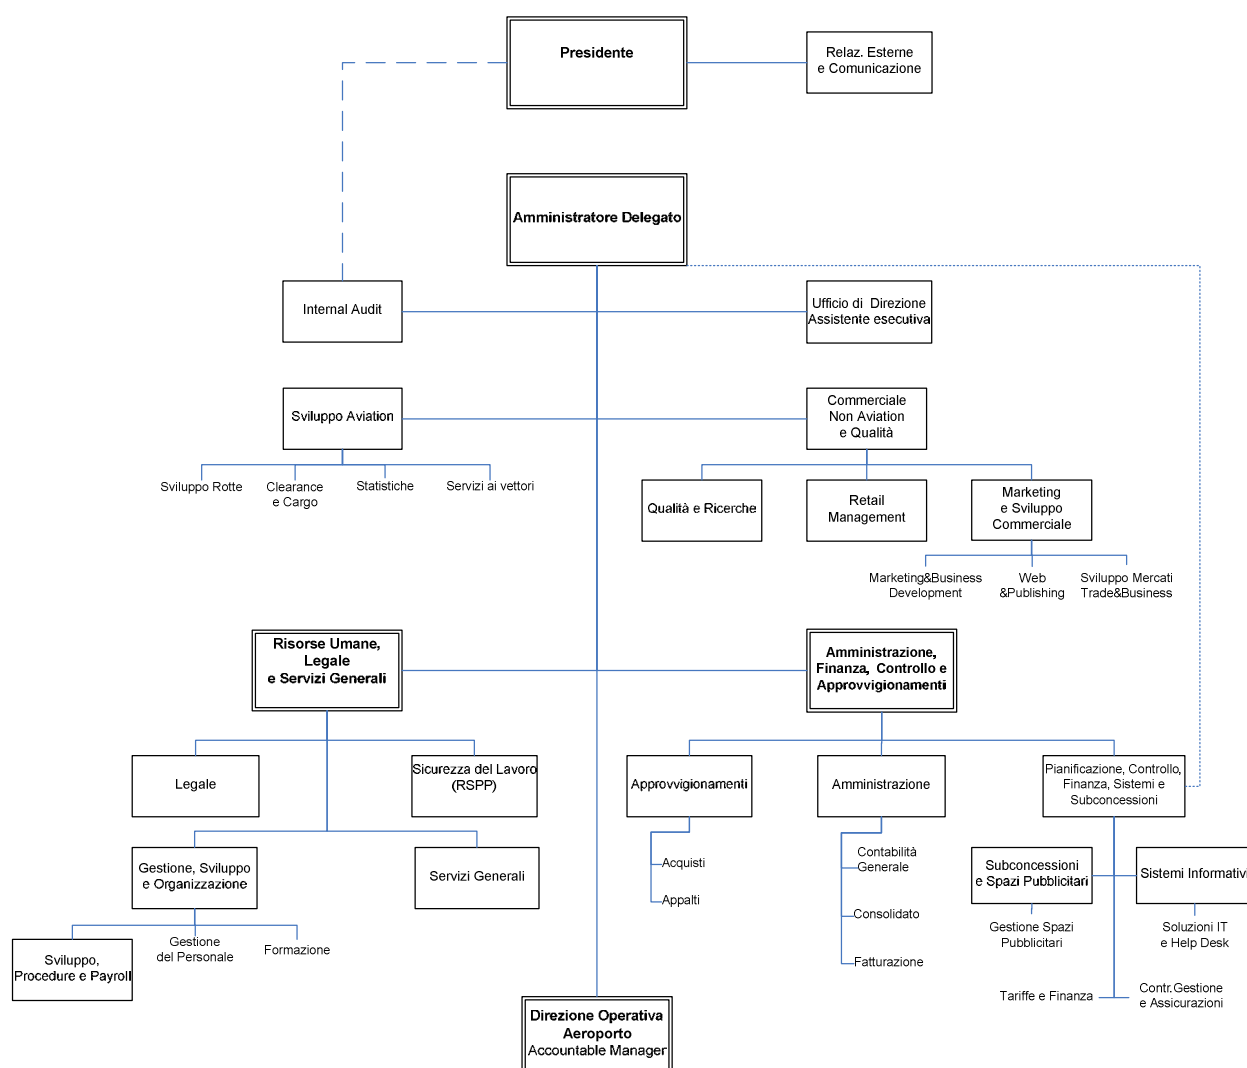 Presidente
Relaz. Esterne
e Comunicazione
Amministratore Delegato
Internal Audit
Ufficio di Direzione
Assistente esecutiva
Sviluppo Aviation
Commerciale
Non Aviation
e Qualità
Sviluppo Rotte
Clearance
e Cargo
Statistiche
Servizi ai vettori
Qualità e Ricerche
Retail
Management
Marketing
e Sviluppo
Commerciale
Marketing&Business
Development
Web
&Publishing
Sviluppo Mercati
Trade&Business
Risorse Umane,
Legale
e Servizi Generali
Amministrazione,
Finanza, Controllo e
Approvvigionamenti
Legale
Sicurezza del Lavoro
(RSPP)
Approvvigionamenti
Amministrazione
Pianificazione, Controllo,
Finanza, Sistemi e
Subconcessioni
Gestione, Sviluppo
e Organizzazione
Servizi Generali
Acquisti
Appalti
Contabilità
Generale
Consolidato
Fatturazione
Subconcessioni
e Spazi Pubblicitari
Sistemi Informativi
Gestione Spazi
Pubblicitari
Soluzioni IT
e Help Desk
Sviluppo,
Procedure e Payroll
Gestione
del Personale
Formazione
Tariffe e Finanza
Contr.Gestione
e Assicurazioni
Direzione Operativa
Aeroporto
Accountable Manager